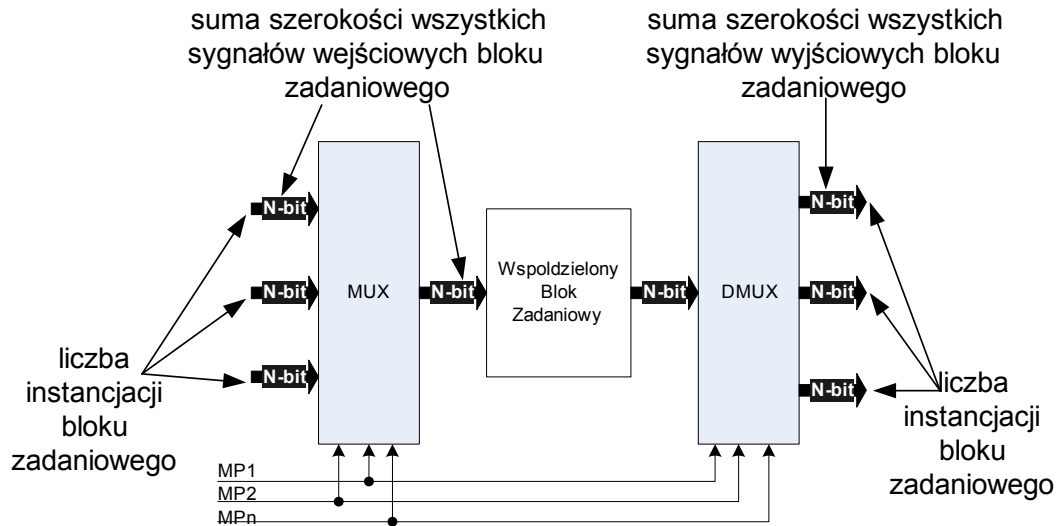 suma szerokości wszystkich
sygnałów wejściowych bloku
zadaniowego
suma szerokości wszystkich
sygnałów wyjściowych bloku
zadaniowego
N-bit
N-bit
N-bit
MUX
N-bit
Wspoldzielony
Blok
Zadaniowy
N-bit
DMUX
N-bit
N-bit
N-bit
liczba
instancjacji
bloku
zadaniowego
liczba
instancjacji
bloku
zadaniowego
MP1
MP2
MPn